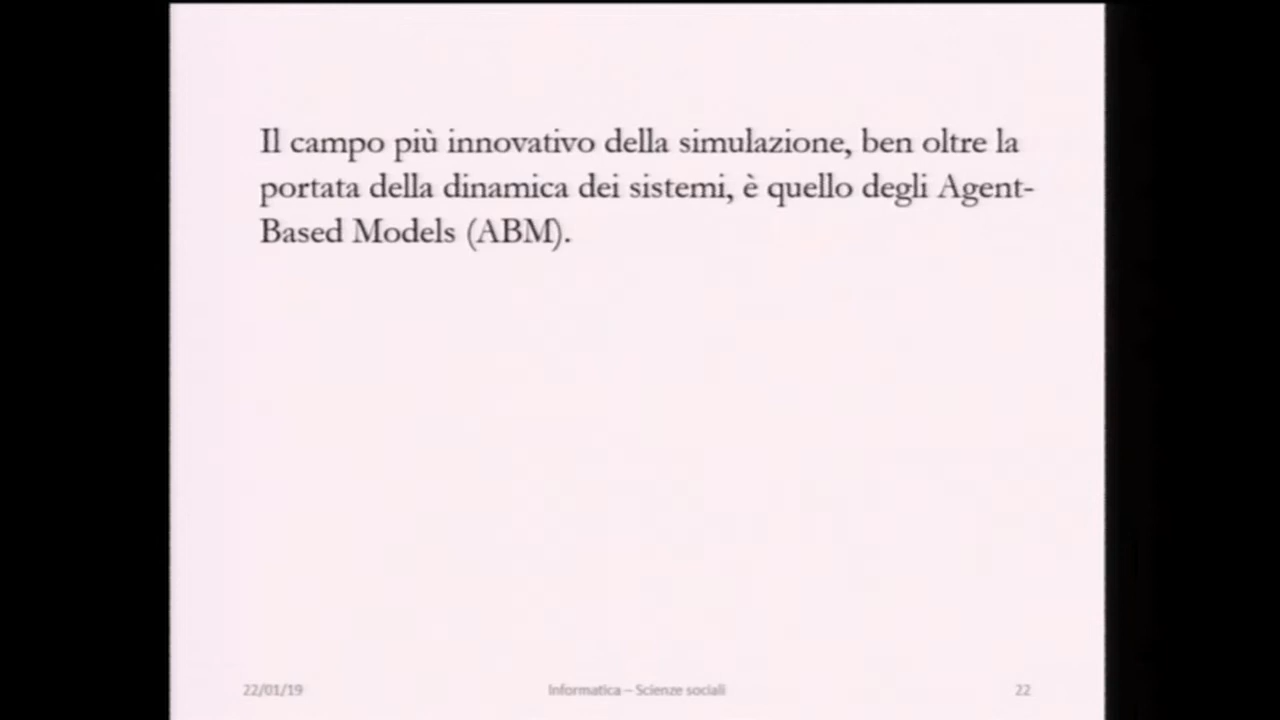 Il campo più innovativo della simulazione, ben oltre la
portata della dinamica dei sistemi, è quello degli Agent-
Based Models (ABM).
22/01/19
Informatica – Scienze sociali
22